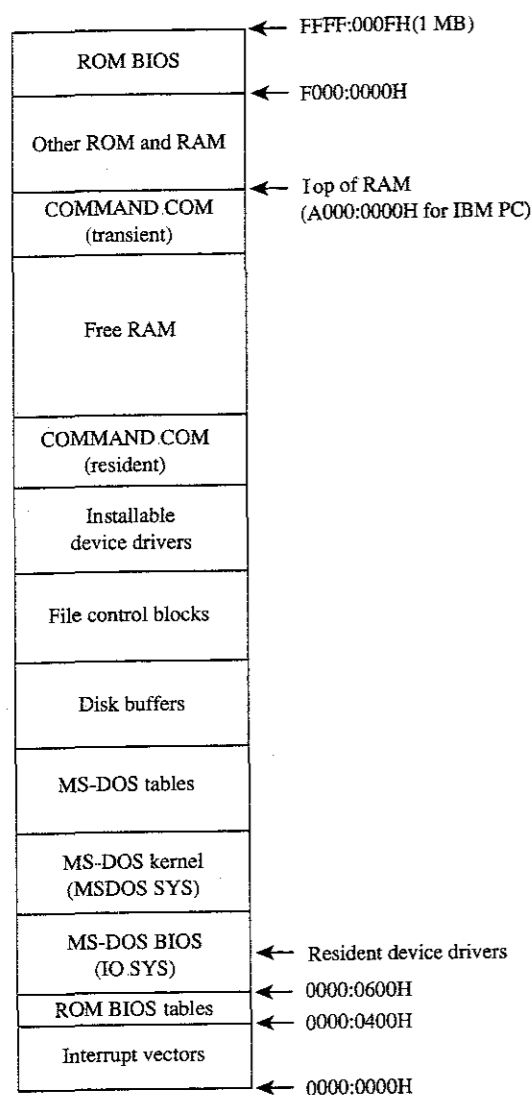 FFFF:000FH(1 MB)
ROM BIOS
F000:0000H
Other ROM and RAM
Top of RAM
(A000:0000H for IBM PC)
COMMAND.COM
(transient)
Free RAM
COMMAND.COM
(resident)
Installable
device drivers
File control blocks
Disk buffers
MS-DOS tables
MS-DOS kernel
(MSDOS SYS)
MS-DOS BIOS
(IO.SYS)
Resident device drivers
0000:0600H
ROM BIOS tables
0000:0400H
Interrupt vectors
0000:0000H